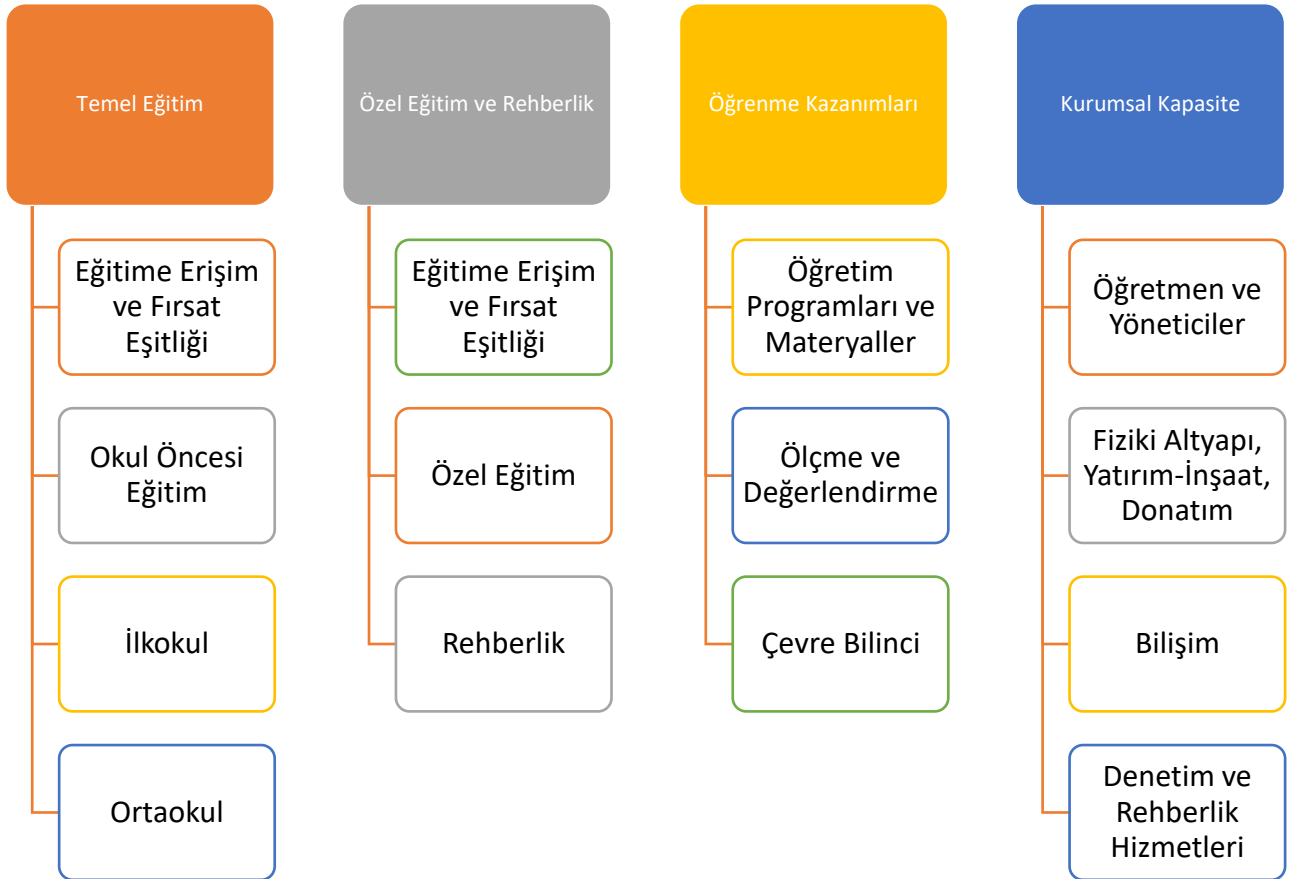 Temel Eğitim
Eğitime Erişim
ve Fırsat
Eşitliği
Okul Öncesi
Eğitim
İlkokul
Ortaokul
Özel Eğitim ve Rehberlik
Eğitime Erişim
ve Fırsat
Eşitliği
Özel Eğitim
Rehberlik
Öğrenme Kazanımları
Öğretim
Programları ve
Materyaller
Ölçme ve
Değerlendirme
Çevre Bilinci
Kurumsal Kapasite
Öğretmen ve
Yöneticiler
Fiziki Altyapı,
Yatırım-İnşaat,
Donatım
Bilişim
Denetim ve
Rehberlik
Hizmetleri